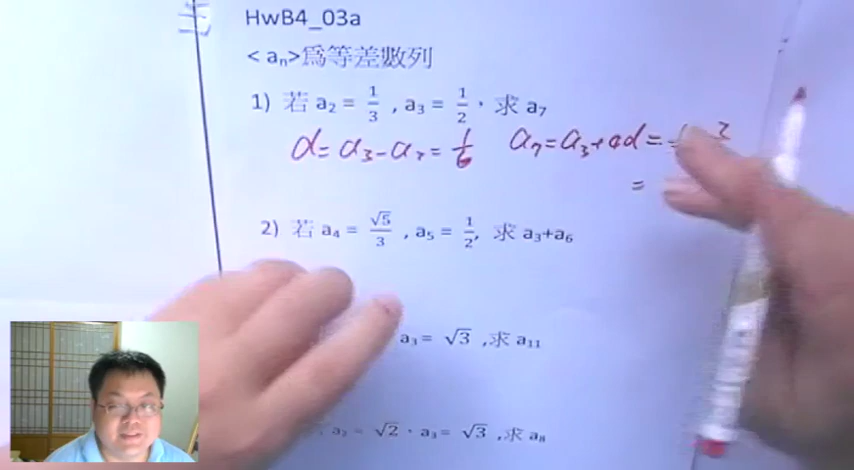 HwB4_03a
< aₙ>為等差數列
1) 若 a₂ = 1/3 , a₃ = 1/2 , 求 a₇
d = a₃ - a₂ = 1/6 a₇ = a₃ + 4d =
=
2) 若 a₄ = √5/3 , a₅ = 1/2, 求 a₃+a₆
a₃ = √3 ,求 a₁₁
a₂ = √2 , a₃ = √3 ,求 a₈